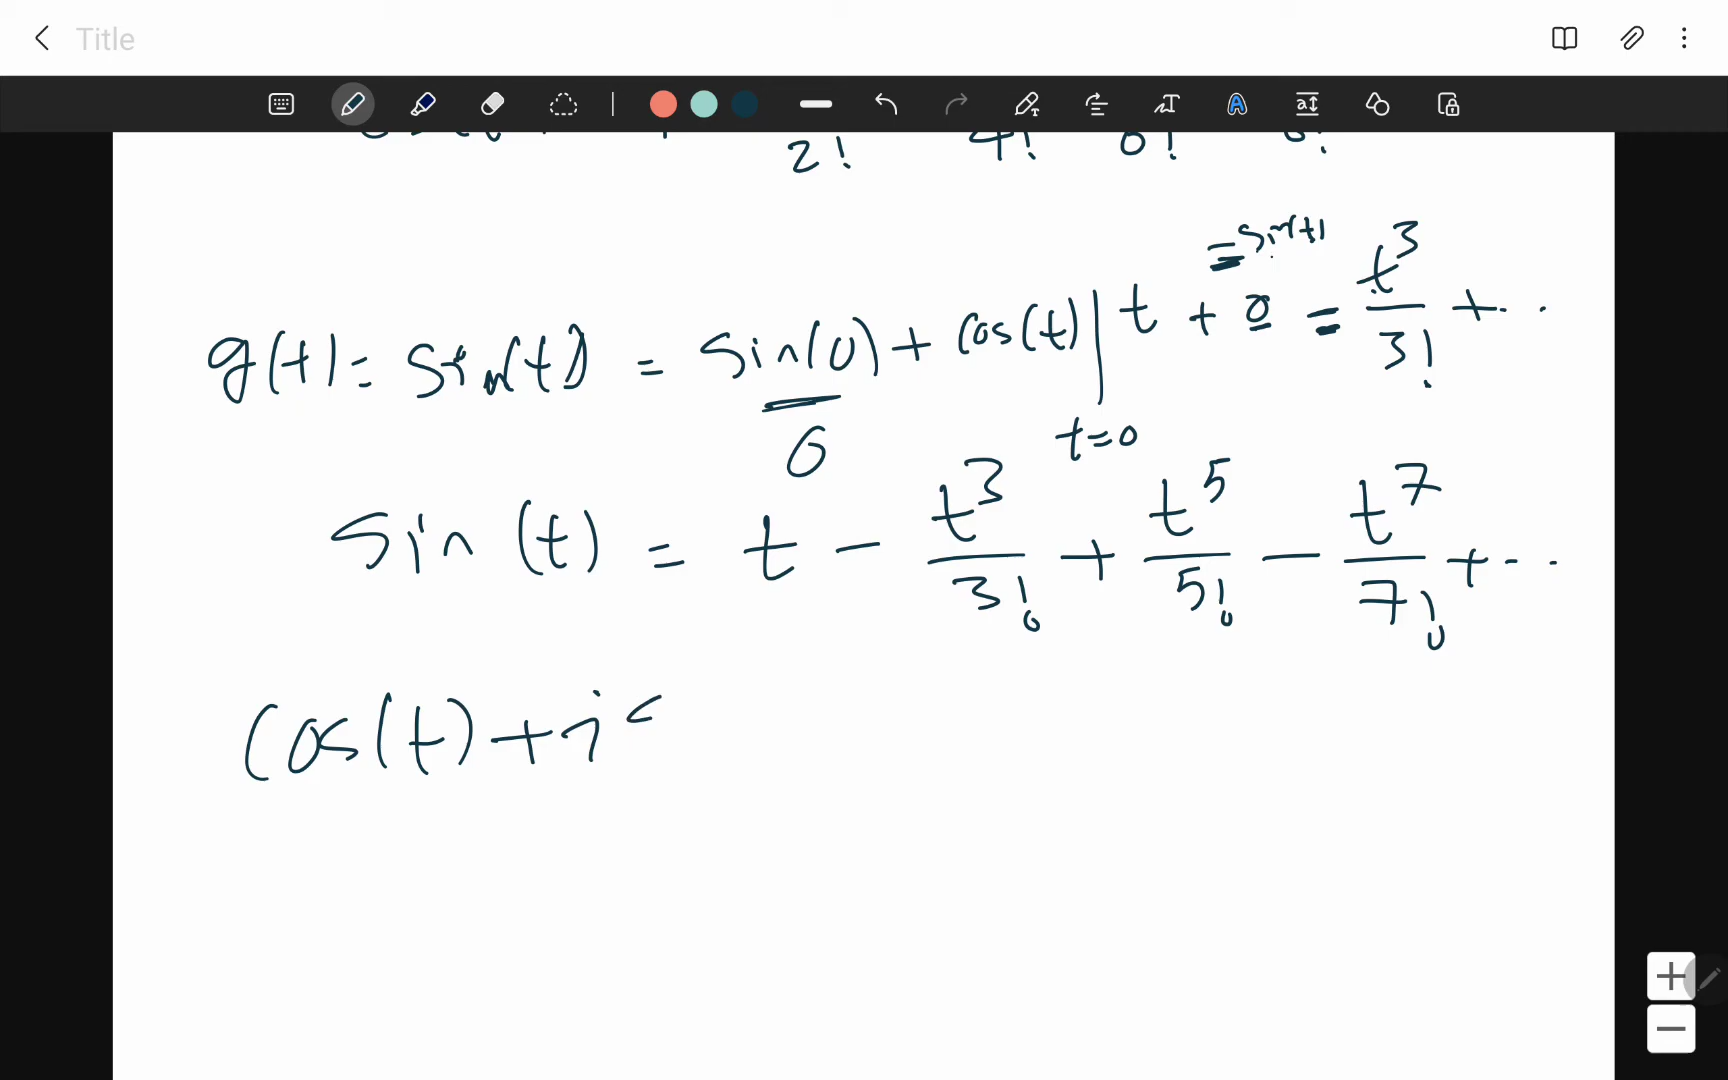 Title
2! 4! 6! 8!
= sin(t)
g(t) = sin(t) = sin(0) + cos(t)| t + 0 = t³/3! + ...
0 t=0
sin (t) = t - t³/3! + t⁵/5! - t⁷/7! + ...
cos(t) + i